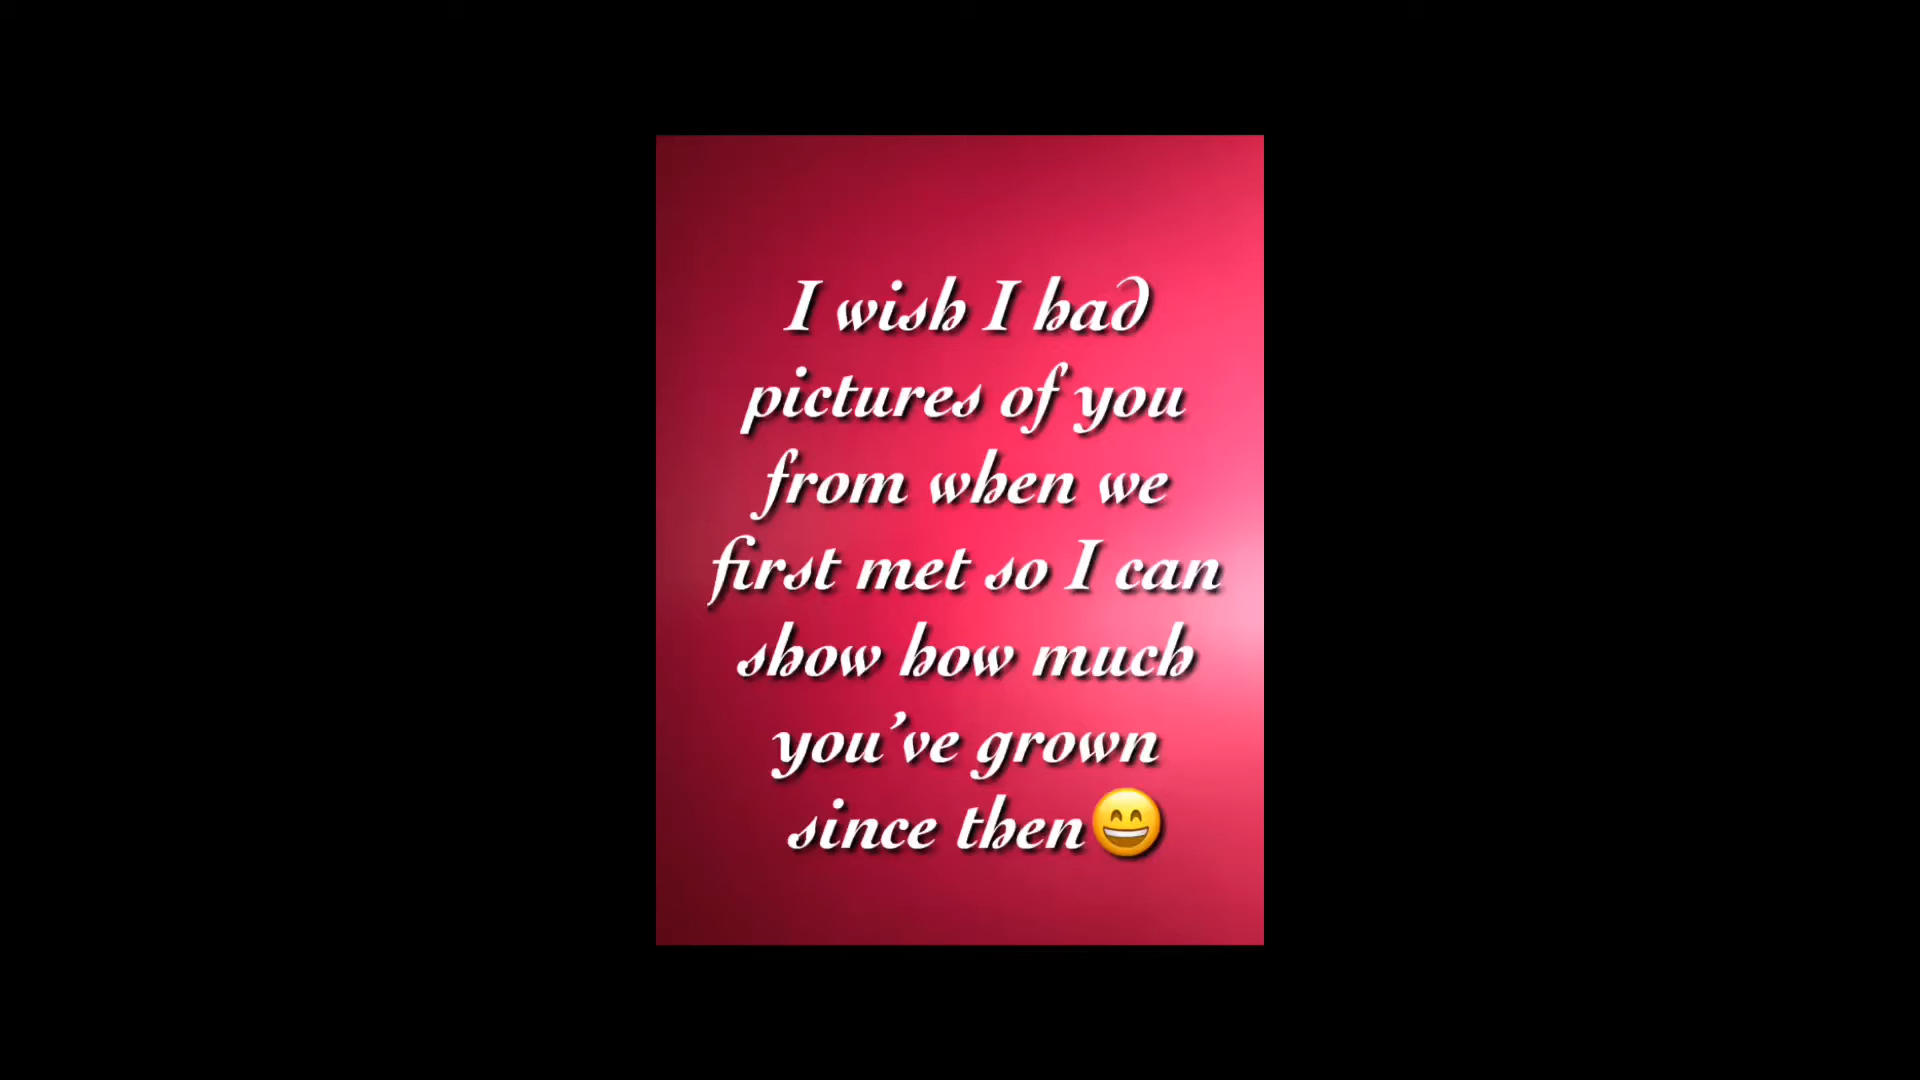 I wish I had
pictures of you
from when we
first met so I can
show how much
you’ve grown
since then😄